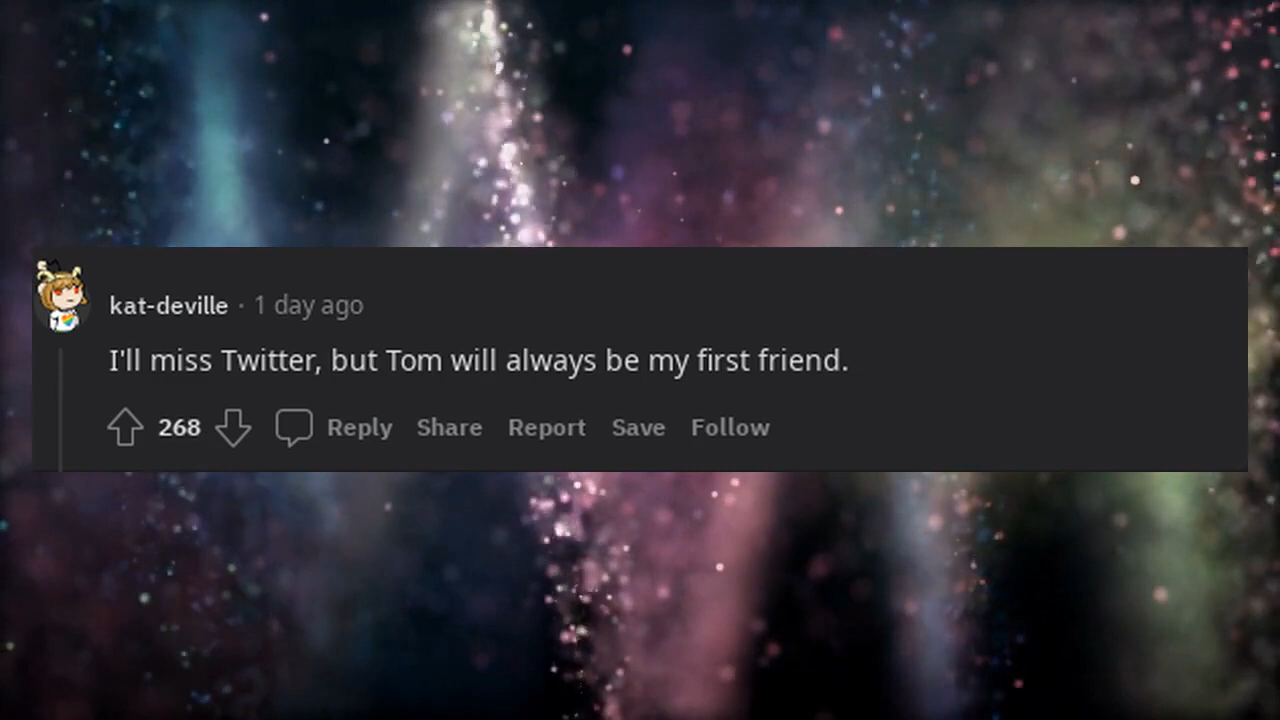 kat-deville · 1 day ago
I'll miss Twitter, but Tom will always be my first friend.
268 Reply Share Report Save Follow